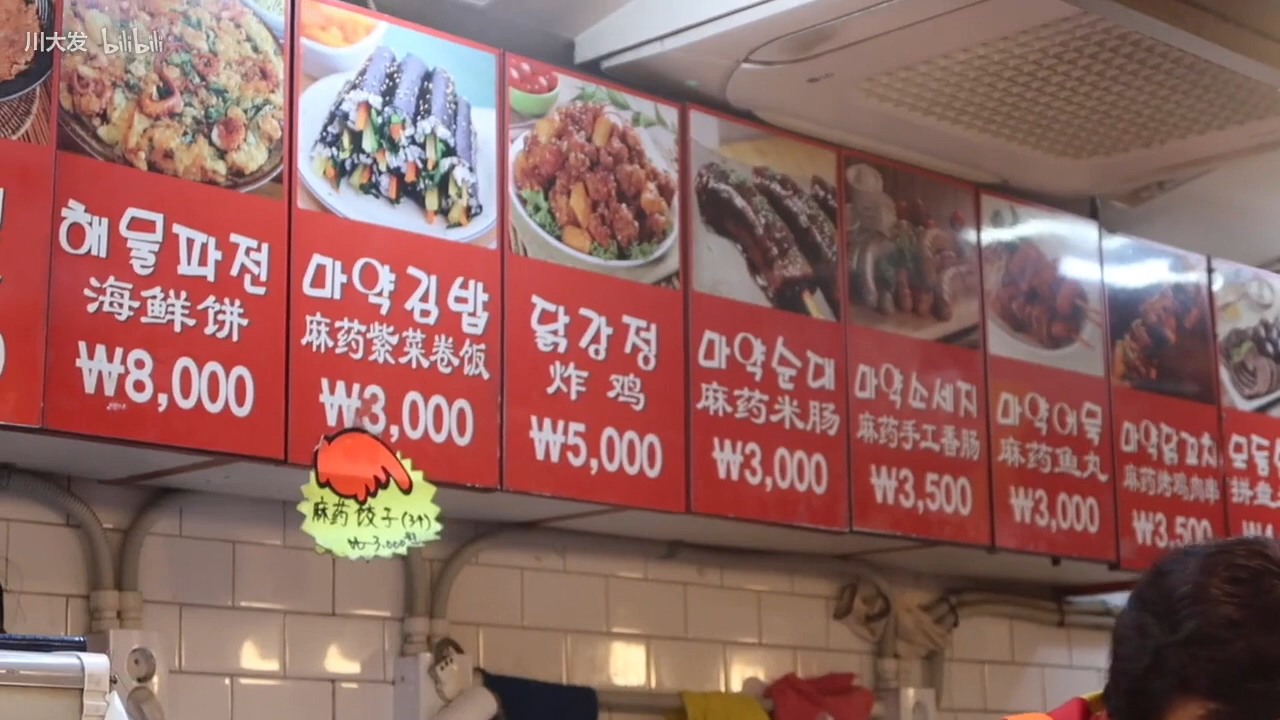 川大发 bilibili
해물파전
海鲜饼
₩8,000
마약김밥
麻药紫菜卷饭
₩3,000
麻药饺子(3个)
₩3,000원
닭강정
炸鸡
₩5,000
마약순대
麻药米肠
₩3,000
마약소세지
麻药手工香肠
₩3,500
마약어묵
麻药鱼丸
₩3,000
마약닭꼬치
麻药烤鸡肉串
₩3,500
모듬
拼盘